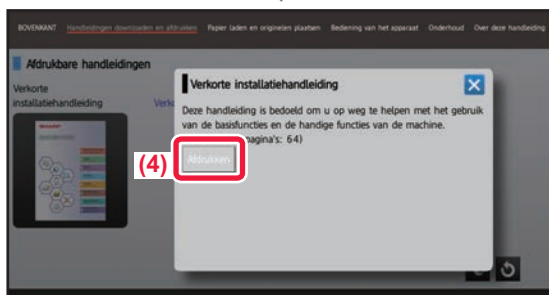 BOVENKANT Handleidingen downloaden en afdrukken Papier laden en originelen plaatsen Bediening van het apparaat Onderhoud Over deze handleiding
Afdrukbare handleidingen
Verkorte
installatiehandleiding
Verkorte installatiehandleiding
Deze handleiding is bedoeld om u op weg te helpen met het gebruik
van de basisfuncties en de handige functies van de machine.
pagina's: 64)
(4)
Afdrukken